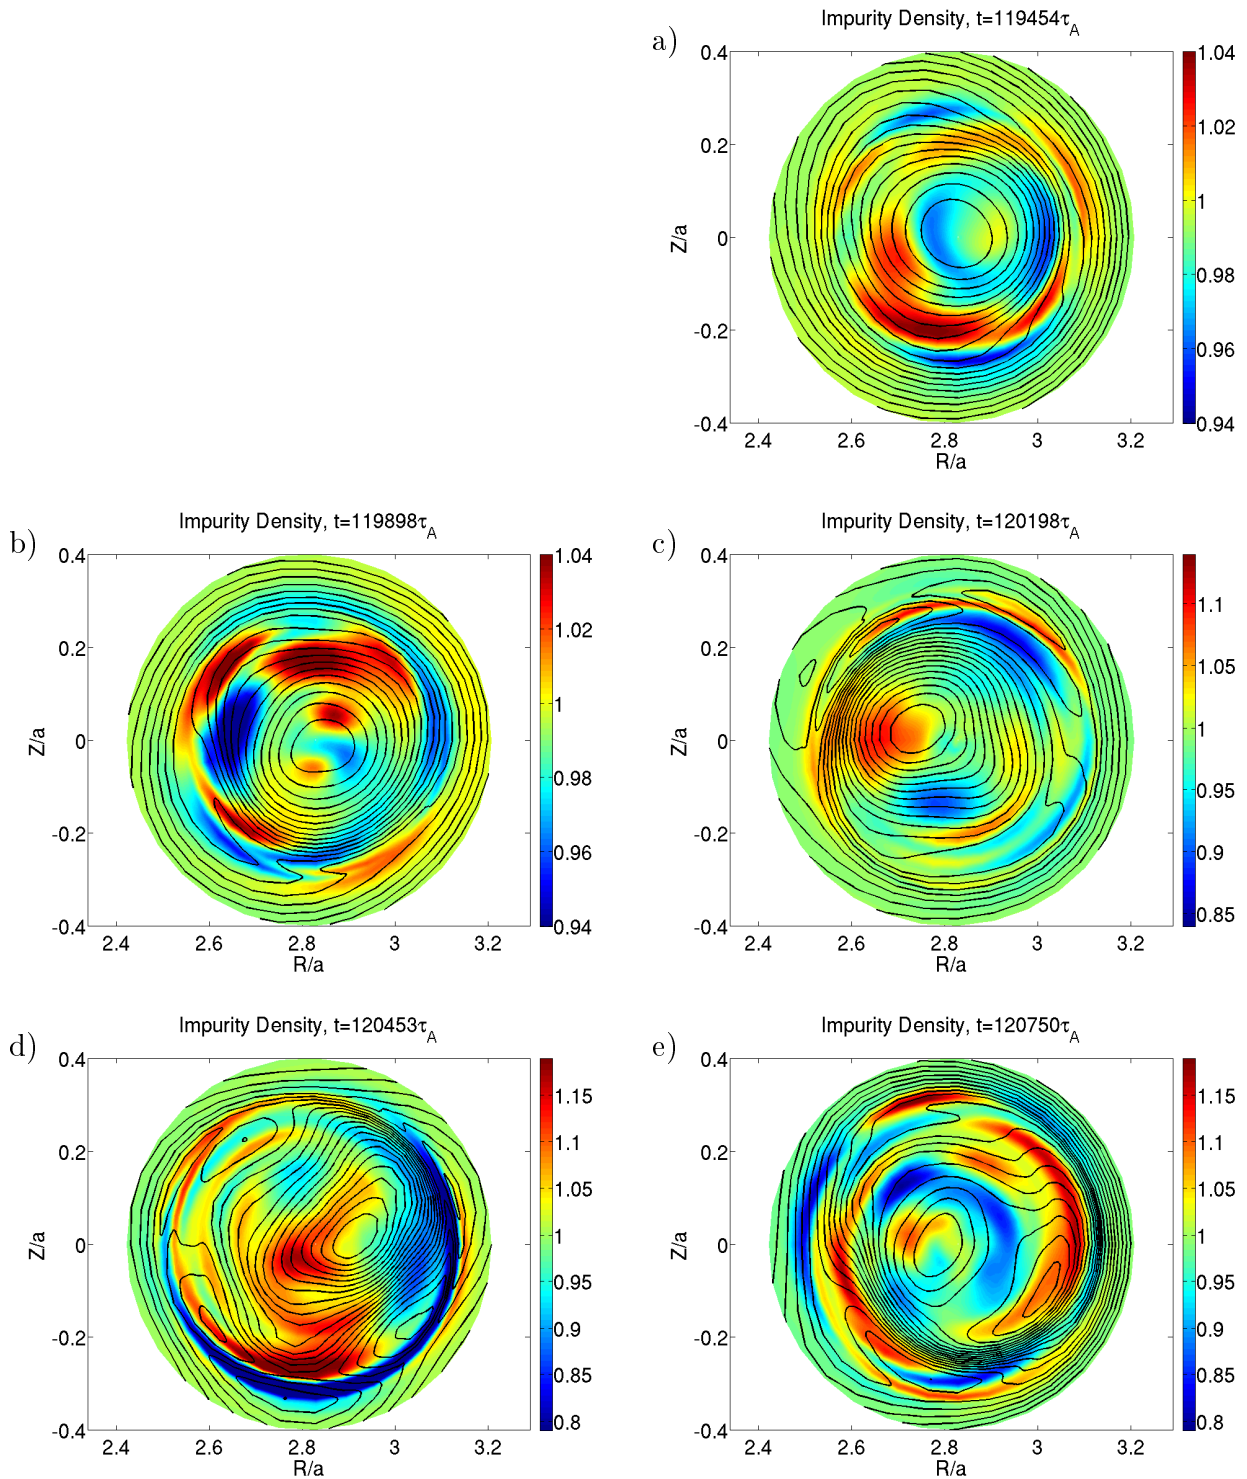 a)
Impurity Density, t=119454τ_A
0.4
0.2
0
-0.2
-0.4
Z/a
2.4 2.6 2.8 3 3.2
R/a
1.04
1.02
1
0.98
0.96
0.94
b)
Impurity Density, t=119898τ_A
0.4
0.2
0
-0.2
-0.4
Z/a
2.4 2.6 2.8 3 3.2
R/a
1.04
1.02
1
0.98
0.96
0.94
c)
Impurity Density, t=120198τ_A
0.4
0.2
0
-0.2
-0.4
Z/a
2.4 2.6 2.8 3 3.2
R/a
1.1
1.05
1
0.95
0.9
0.85
d)
Impurity Density, t=120453τ_A
0.4
0.2
0
-0.2
-0.4
Z/a
2.4 2.6 2.8 3 3.2
R/a
1.15
1.1
1.05
1
0.95
0.9
0.85
0.8
e)
Impurity Density, t=120750τ_A
0.4
0.2
0
-0.2
-0.4
Z/a
2.4 2.6 2.8 3 3.2
R/a
1.15
1.1
1.05
1
0.95
0.9
0.85
0.8